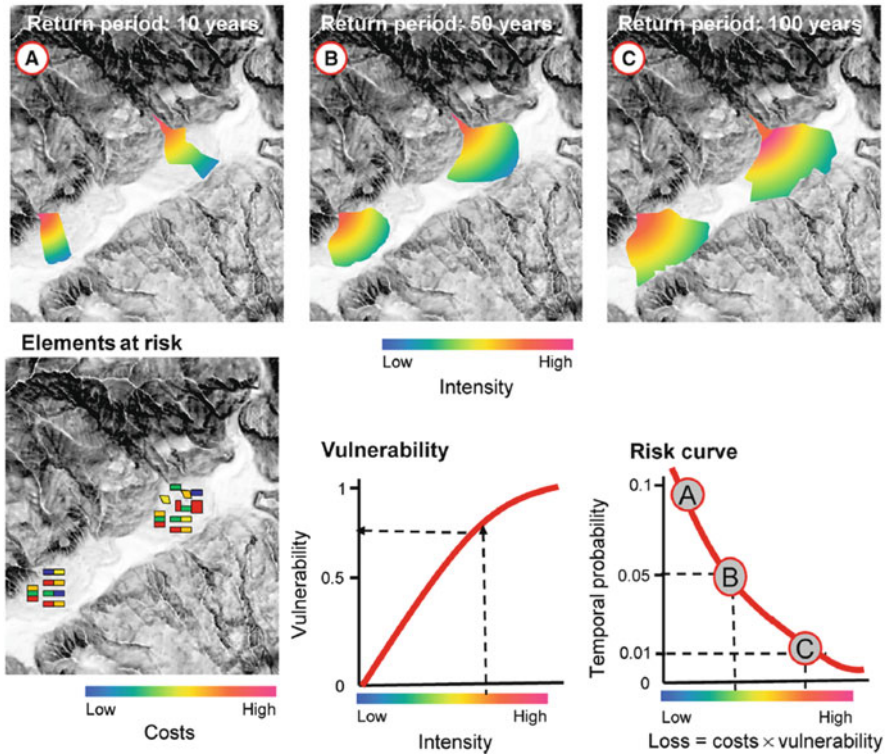 Return period: 10 years
A
Return period: 50 years
B
Return period: 100 years
C
Elements at risk
Low
High
Intensity
Low
High
Costs
Vulnerability
1
0.5
0
Vulnerability
Low
High
Intensity
Risk curve
0.1
0.05
0.01
0
Temporal probability
A
B
C
Low
High
Loss = costs × vulnerability